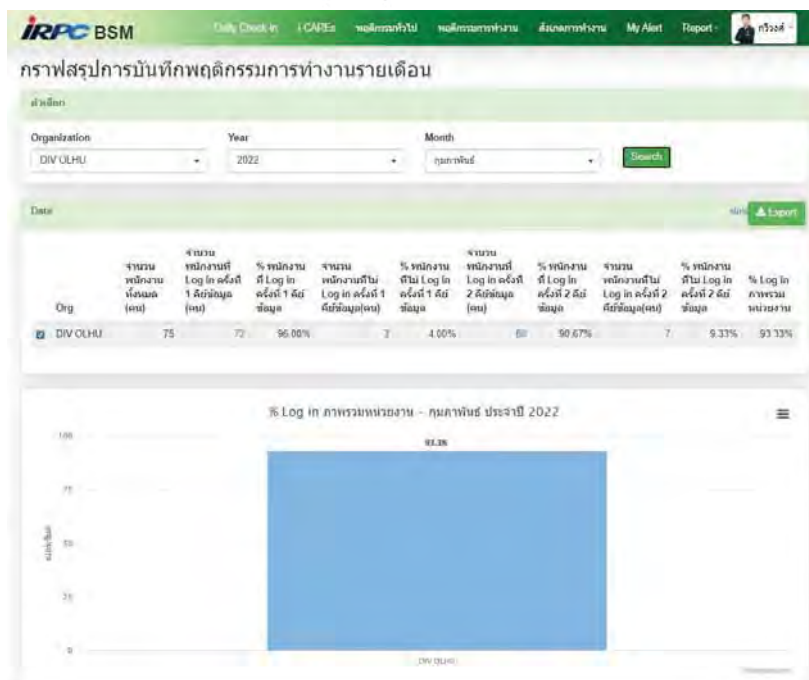 iRPC BSM
Daily Check-in i-CAREs พฤติกรรมทั่วไป พฤติกรรมการทำงาน สังเกตการทำงาน My Alert Report
กราฟสรุปการบันทึกพฤติกรรมการทำงานรายเดือน
ตัวเลือก
Organization Year Month
DIV OLHU 2022 กุมภาพันธ์ Search
Data Export
Org
จำนวนพนักงานทั้งหมด (คน)
จำนวนพนักงานที่ Log in ครั้งที่ 1 คีย์ข้อมูล (คน)
% พนักงานที่ Log in ครั้งที่ 1 คีย์ข้อมูล
จำนวนพนักงานที่ไม่ Log in ครั้งที่ 1 คีย์ข้อมูล(คน)
% พนักงานที่ไม่ Log in ครั้งที่ 1 คีย์ข้อมูล
จำนวนพนักงานที่ Log in ครั้งที่ 2 คีย์ข้อมูล (คน)
% พนักงานที่ Log in ครั้งที่ 2 คีย์ข้อมูล
จำนวนพนักงานที่ไม่ Log in ครั้งที่ 2 คีย์ข้อมูล(คน)
% พนักงานที่ไม่ Log in ครั้งที่ 2 คีย์ข้อมูล
% Log in ภาพรวมหน่วยงาน
DIV OLHU 75 72 96.00% 3 4.00% 68 90.67% 7 9.33% 93.33%
% Log in ภาพรวมหน่วยงาน - กุมภาพันธ์ ประจำปี 2022
100
75
50
25
0
DIV OLHU